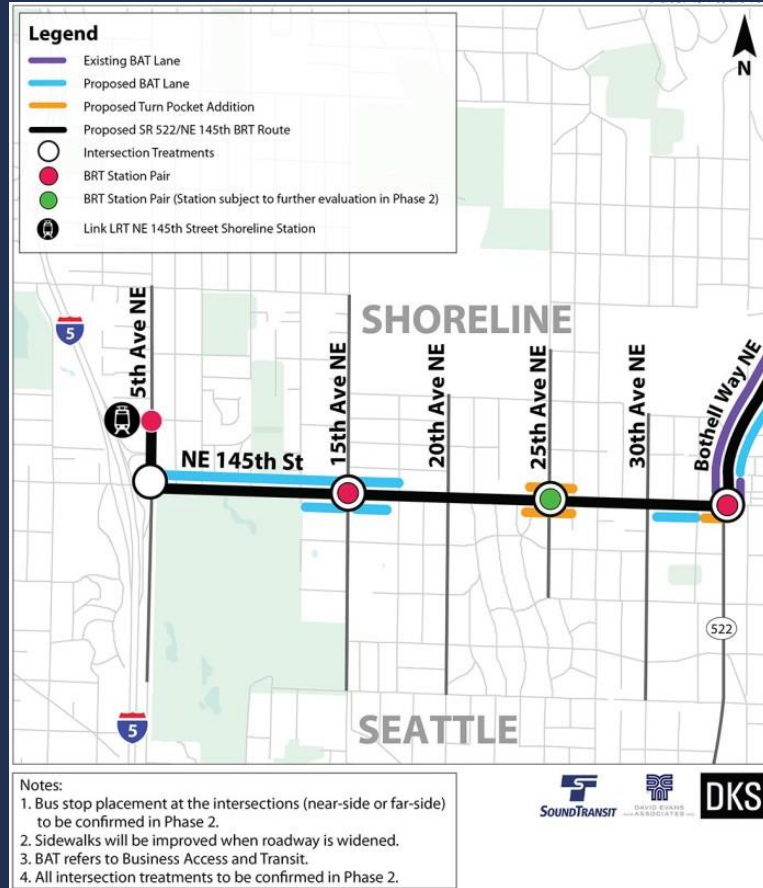 Legend
Existing BAT Lane
Proposed BAT Lane
Proposed Turn Pocket Addition
Proposed SR 522/NE 145th BRT Route
Intersection Treatments
BRT Station Pair
BRT Station Pair (Station subject to further evaluation in Phase 2)
Link LRT NE 145th Street Shoreline Station
N
5
5th Ave NE
SHORELINE
15th Ave NE
20th Ave NE
25th Ave NE
30th Ave NE
Bothell Way NE
NE 145th St
522
SEATTLE
5
Notes:
1. Bus stop placement at the intersections (near-side or far-side)
to be confirmed in Phase 2.
2. Sidewalks will be improved when roadway is widened.
3. BAT refers to Business Access and Transit.
4. All intersection treatments to be confirmed in Phase 2.
SOUNDTRANSIT
DAVID EVANS
AND ASSOCIATES INC.
DKS